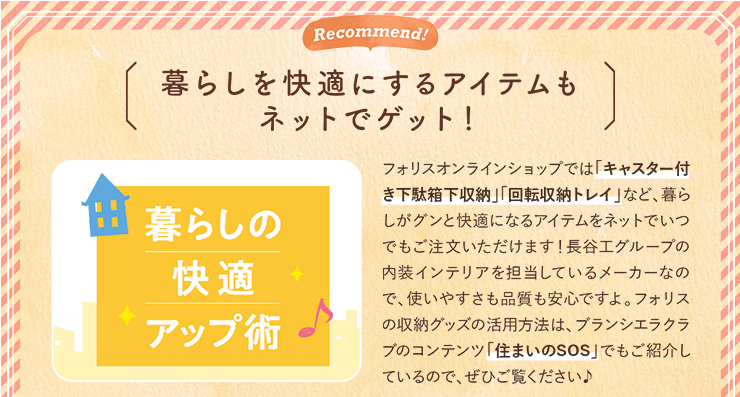 Recommend!
暮らしを快適にするアイテムも
ネットでゲット！
暮らしの
快適
アップ術
フォリスオンラインショップでは「キャスター付
き下駄箱下収納」「回転収納トレイ」など、暮ら
しがグンと快適になるアイテムをネットでいつ
でもご注文いただけます！長谷工グループの
内装インテリアを担当しているメーカーなの
で、使いやすさも品質も安心ですよ。フォリス
の収納グッズの活用方法は、ブランシエラクラ
ブのコンテンツ「住まいのSOS」でもご紹介し
ているので、ぜひご覧ください♪